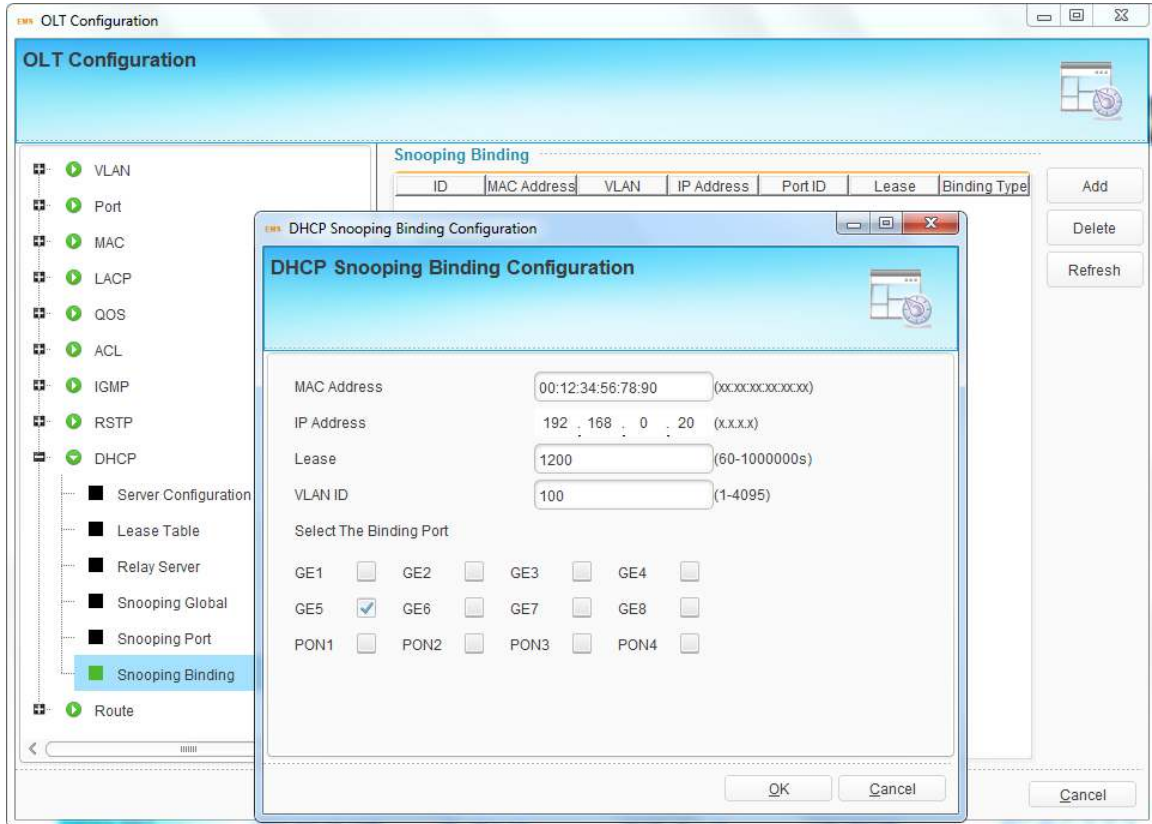 EMS OLT Configuration
OLT Configuration
VLAN
Port
MAC
LACP
QOS
ACL
IGMP
RSTP
DHCP
Server Configuration
Lease Table
Relay Server
Snooping Global
Snooping Port
Snooping Binding
Route
Snooping Binding
ID MAC Address VLAN IP Address Port ID Lease Binding Type
Add
Delete
Refresh
EMS DHCP Snooping Binding Configuration
DHCP Snooping Binding Configuration
MAC Address 00:12:34:56:78:90 (xx:xx:xx:xx:xx:xx)
IP Address 192 . 168 . 0 . 20 (x.x.x.x)
Lease 1200 (60-1000000s)
VLAN ID 100 (1-4095)
Select The Binding Port
GE1 GE2 GE3 GE4
GE5 GE6 GE7 GE8
PON1 PON2 PON3 PON4
OK Cancel
Cancel